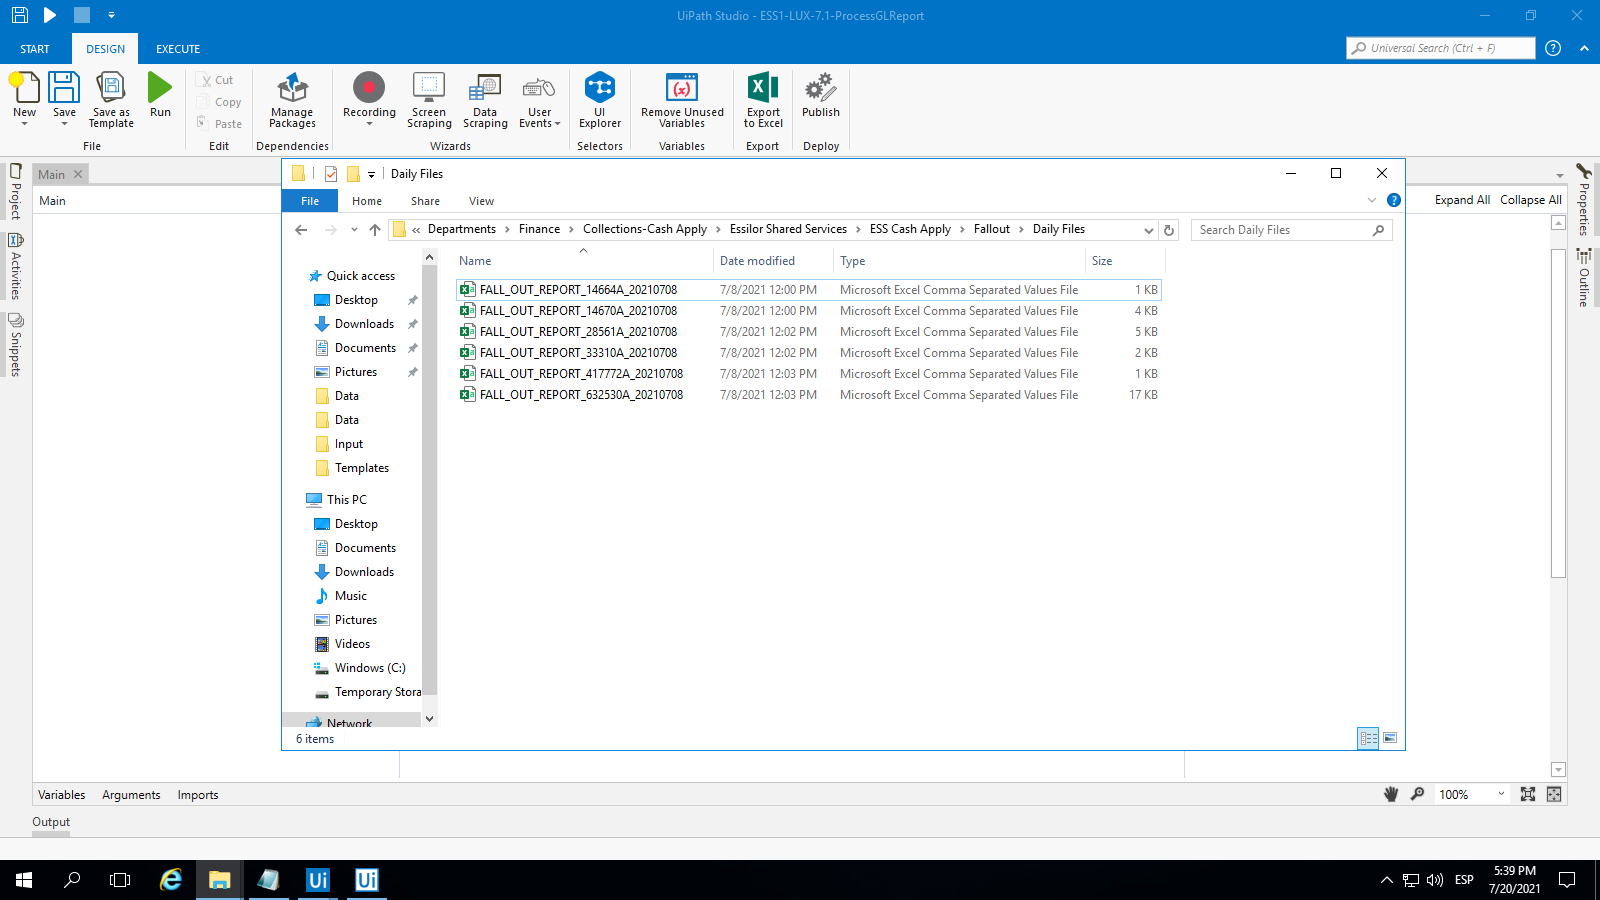 UiPath Studio - ESS1-LUX-7.1-ProcessGLReport
START
DESIGN
EXECUTE
Universal Search (Ctrl + F)
New
Save
Save as Template
Run
Cut
Copy
Paste
Manage Packages
Recording
Screen Scraping
Data Scraping
User Events
UI Explorer
Remove Unused Variables
Export to Excel
Publish
File
Edit
Dependencies
Wizards
Selectors
Variables
Export
Deploy
Project
Activities
Snippets
Main
Main
Expand All
Collapse All
Properties
Outline
Daily Files
File
Home
Share
View
« Departments > Finance > Collections-Cash Apply > Essilor Shared Services > ESS Cash Apply > Fallout > Daily Files
Search Daily Files
Quick access
Desktop
Downloads
Documents
Pictures
Data
Data
Input
Templates
This PC
Desktop
Documents
Downloads
Music
Pictures
Videos
Windows (C:)
Temporary Stora
Network
Name Date modified Type Size
FALL_OUT_REPORT_14664A_20210708 7/8/2021 12:00 PM Microsoft Excel Comma Separated Values File 1 KB
FALL_OUT_REPORT_14670A_20210708 7/8/2021 12:00 PM Microsoft Excel Comma Separated Values File 4 KB
FALL_OUT_REPORT_28561A_20210708 7/8/2021 12:02 PM Microsoft Excel Comma Separated Values File 5 KB
FALL_OUT_REPORT_33310A_20210708 7/8/2021 12:02 PM Microsoft Excel Comma Separated Values File 2 KB
FALL_OUT_REPORT_417772A_20210708 7/8/2021 12:03 PM Microsoft Excel Comma Separated Values File 1 KB
FALL_OUT_REPORT_632530A_20210708 7/8/2021 12:03 PM Microsoft Excel Comma Separated Values File 17 KB
6 items
Variables
Arguments
Imports
100%
Output
Ui
Ui
ESP
5:39 PM
7/20/2021